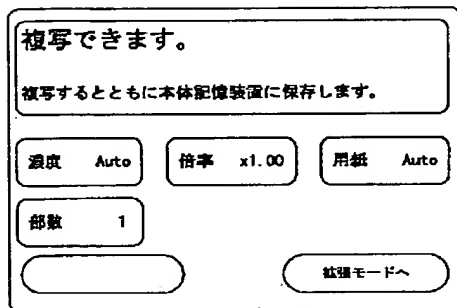 複写できます。
複写するとともに本体記憶装置に保存します。
濃度 Auto
倍率 x1.00
用紙 Auto
部数 1
拡張モードへ